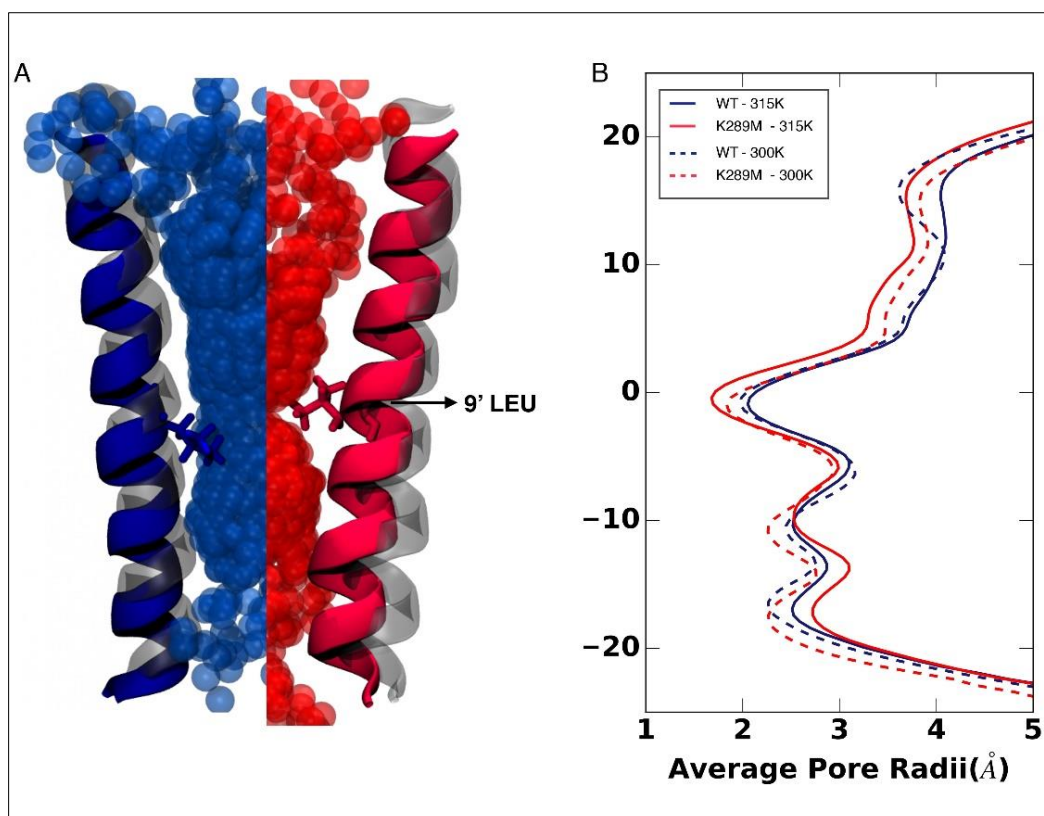 A
9' LEU
B
WT - 315K
K289M - 315K
WT - 300K
K289M - 300K
20
10
0
−10
−20
1 2 3 4 5
Average Pore Radii(Å)